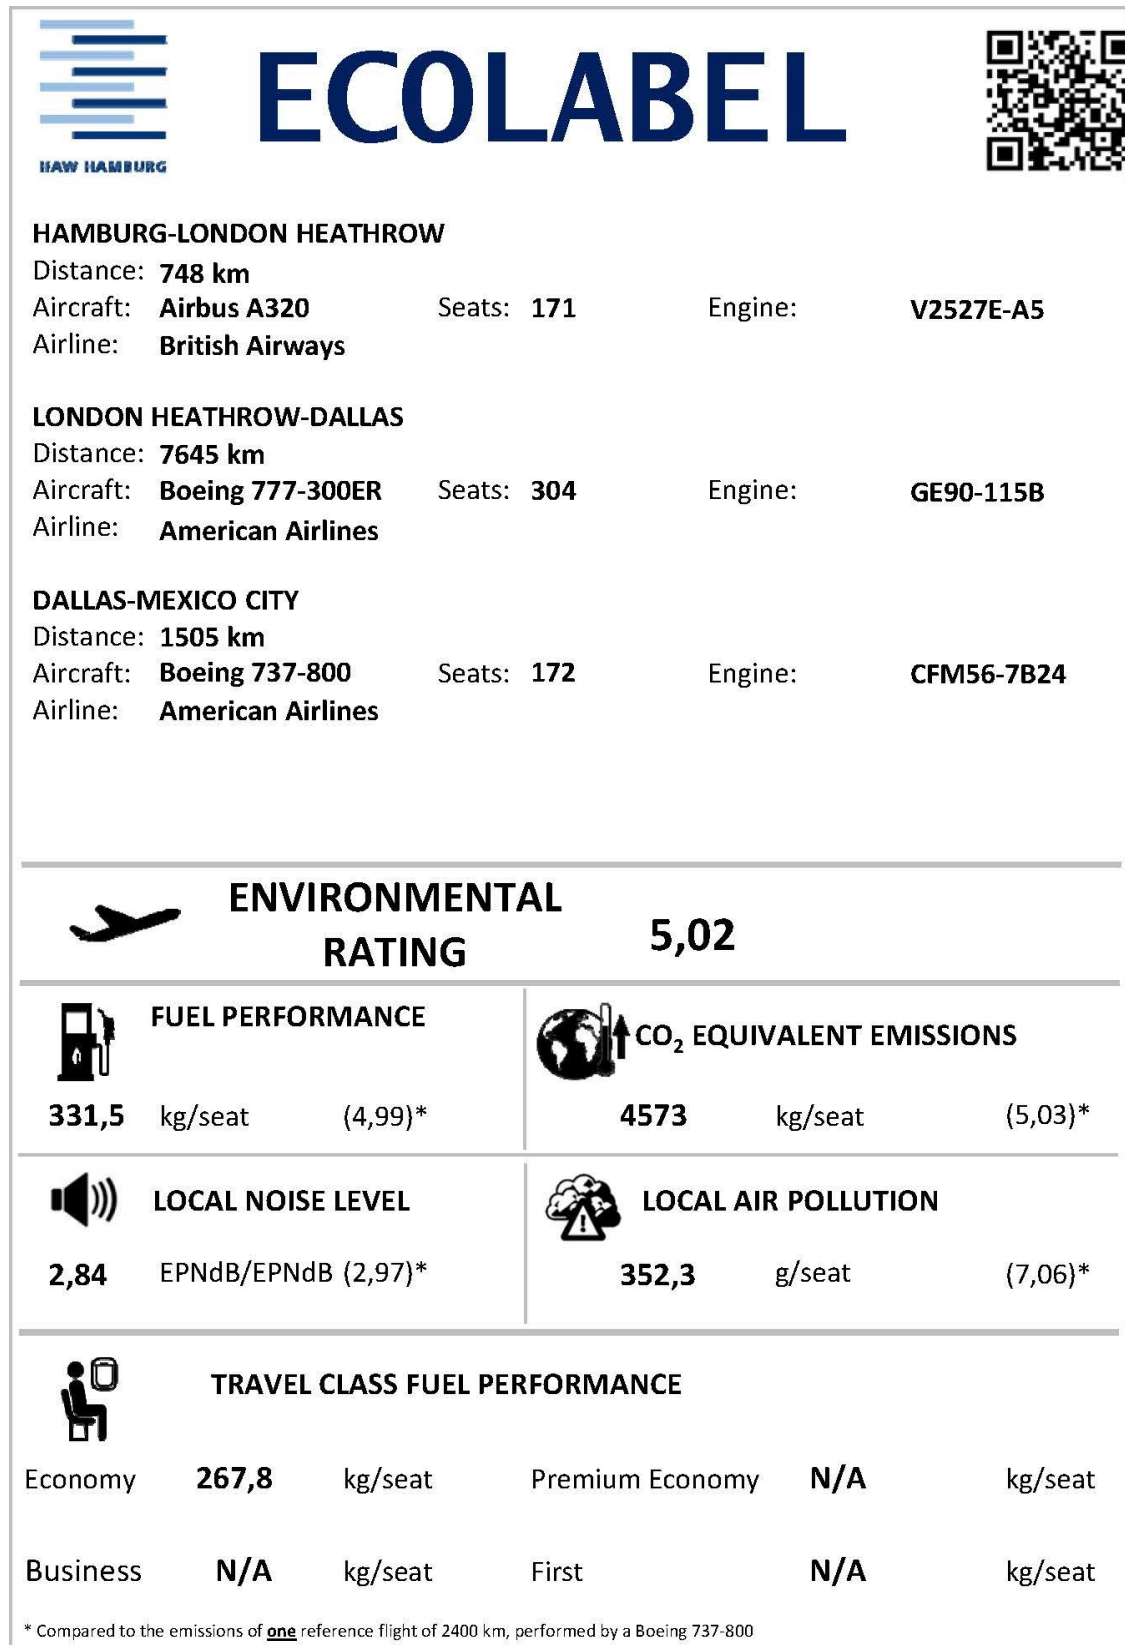 HAW HAMBURG
ECOLABEL
HAMBURG-LONDON HEATHROW
Distance: 748 km
Aircraft: Airbus A320 Seats: 171 Engine: V2527E-A5
Airline: British Airways
LONDON HEATHROW-DALLAS
Distance: 7645 km
Aircraft: Boeing 777-300ER Seats: 304 Engine: GE90-115B
Airline: American Airlines
DALLAS-MEXICO CITY
Distance: 1505 km
Aircraft: Boeing 737-800 Seats: 172 Engine: CFM56-7B24
Airline: American Airlines
ENVIRONMENTAL
RATING
5,02
FUEL PERFORMANCE
331,5 kg/seat (4,99)*
CO₂ EQUIVALENT EMISSIONS
4573 kg/seat (5,03)*
LOCAL NOISE LEVEL
2,84 EPNdB/EPNdB (2,97)*
LOCAL AIR POLLUTION
352,3 g/seat (7,06)*
TRAVEL CLASS FUEL PERFORMANCE
Economy 267,8 kg/seat Premium Economy N/A kg/seat
Business N/A kg/seat First N/A kg/seat
* Compared to the emissions of one reference flight of 2400 km, performed by a Boeing 737-800